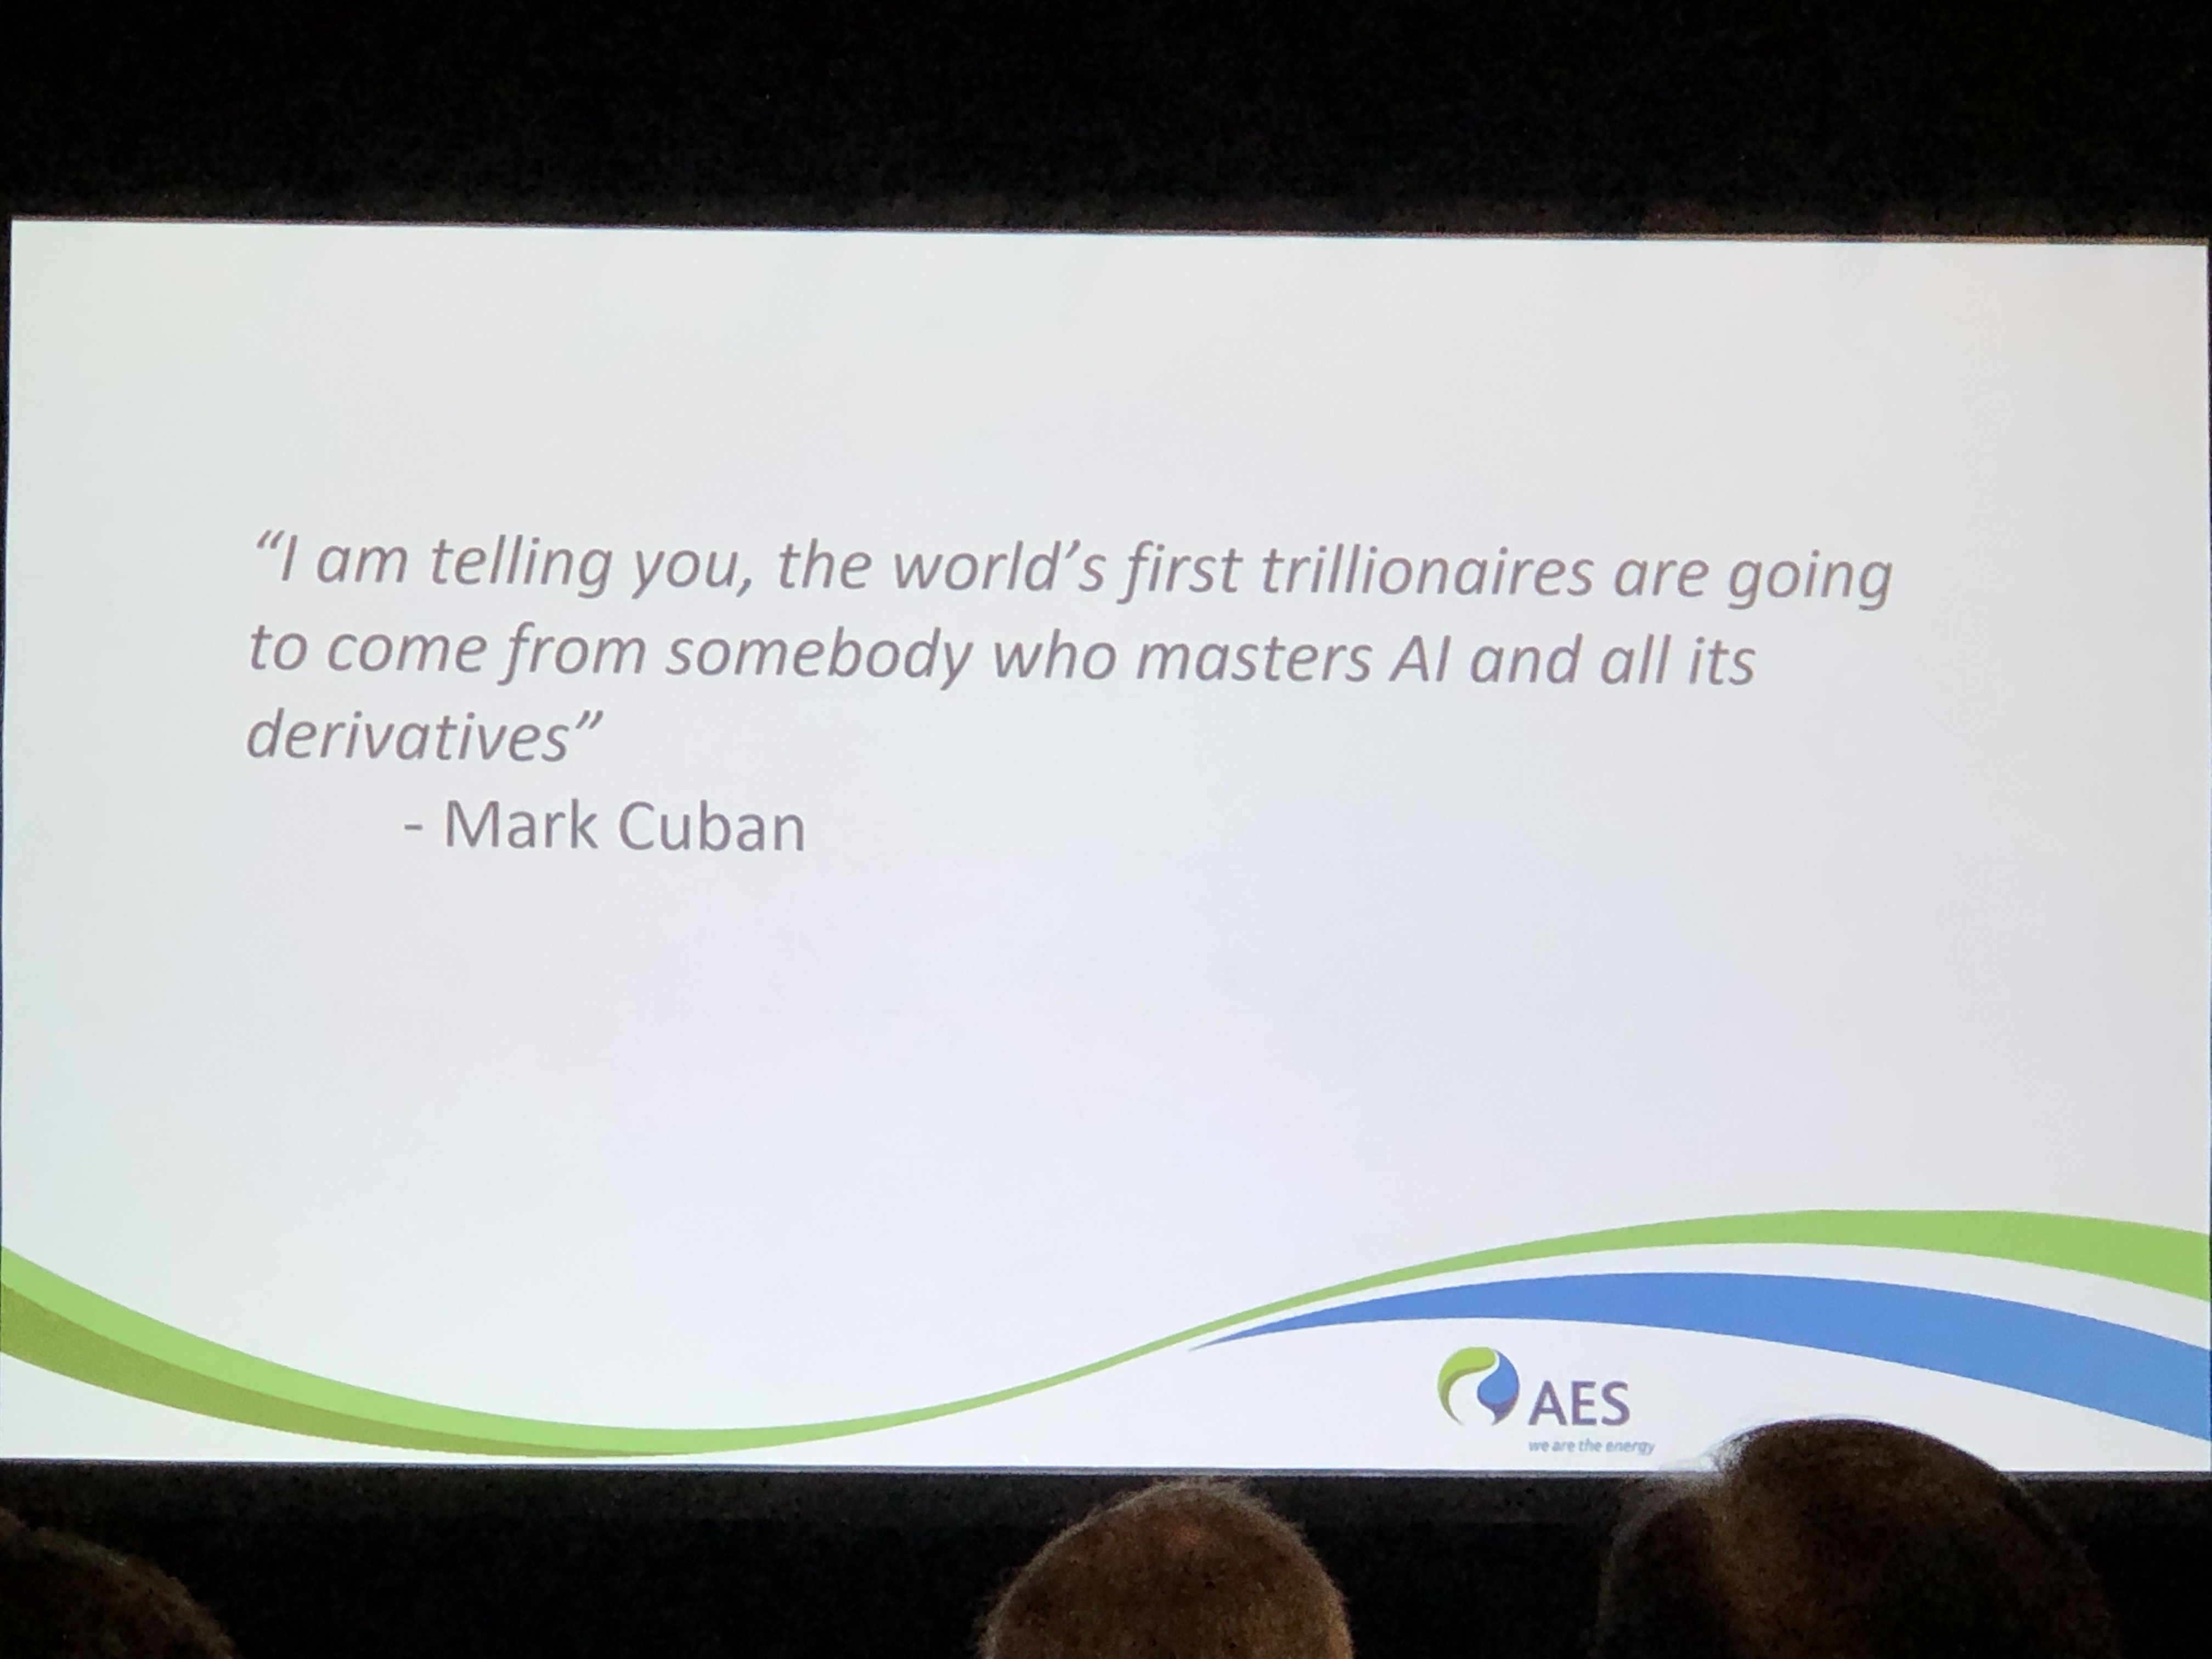 “I am telling you, the world’s first trillionaires are going
to come from somebody who masters AI and all its
derivatives”
- Mark Cuban
AES
we are the energy